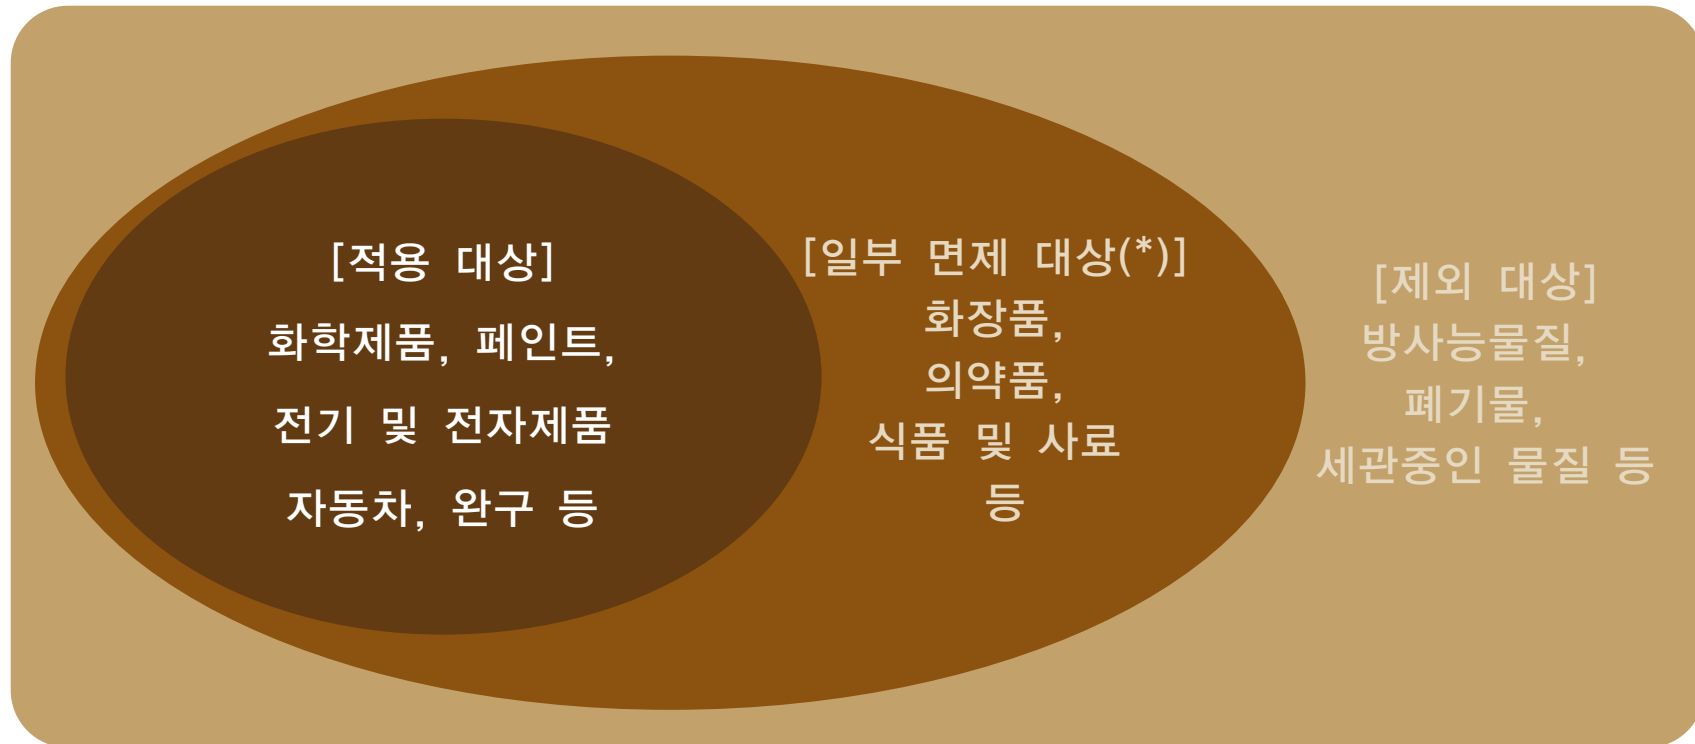 [적용 대상]
화학제품, 페인트,
전기 및 전자제품
자동차, 완구 등
[일부 면제 대상(*)]
화장품,
의약품,
식품 및 사료
등
[제외 대상]
방사능물질,
폐기물,
세관중인 물질 등